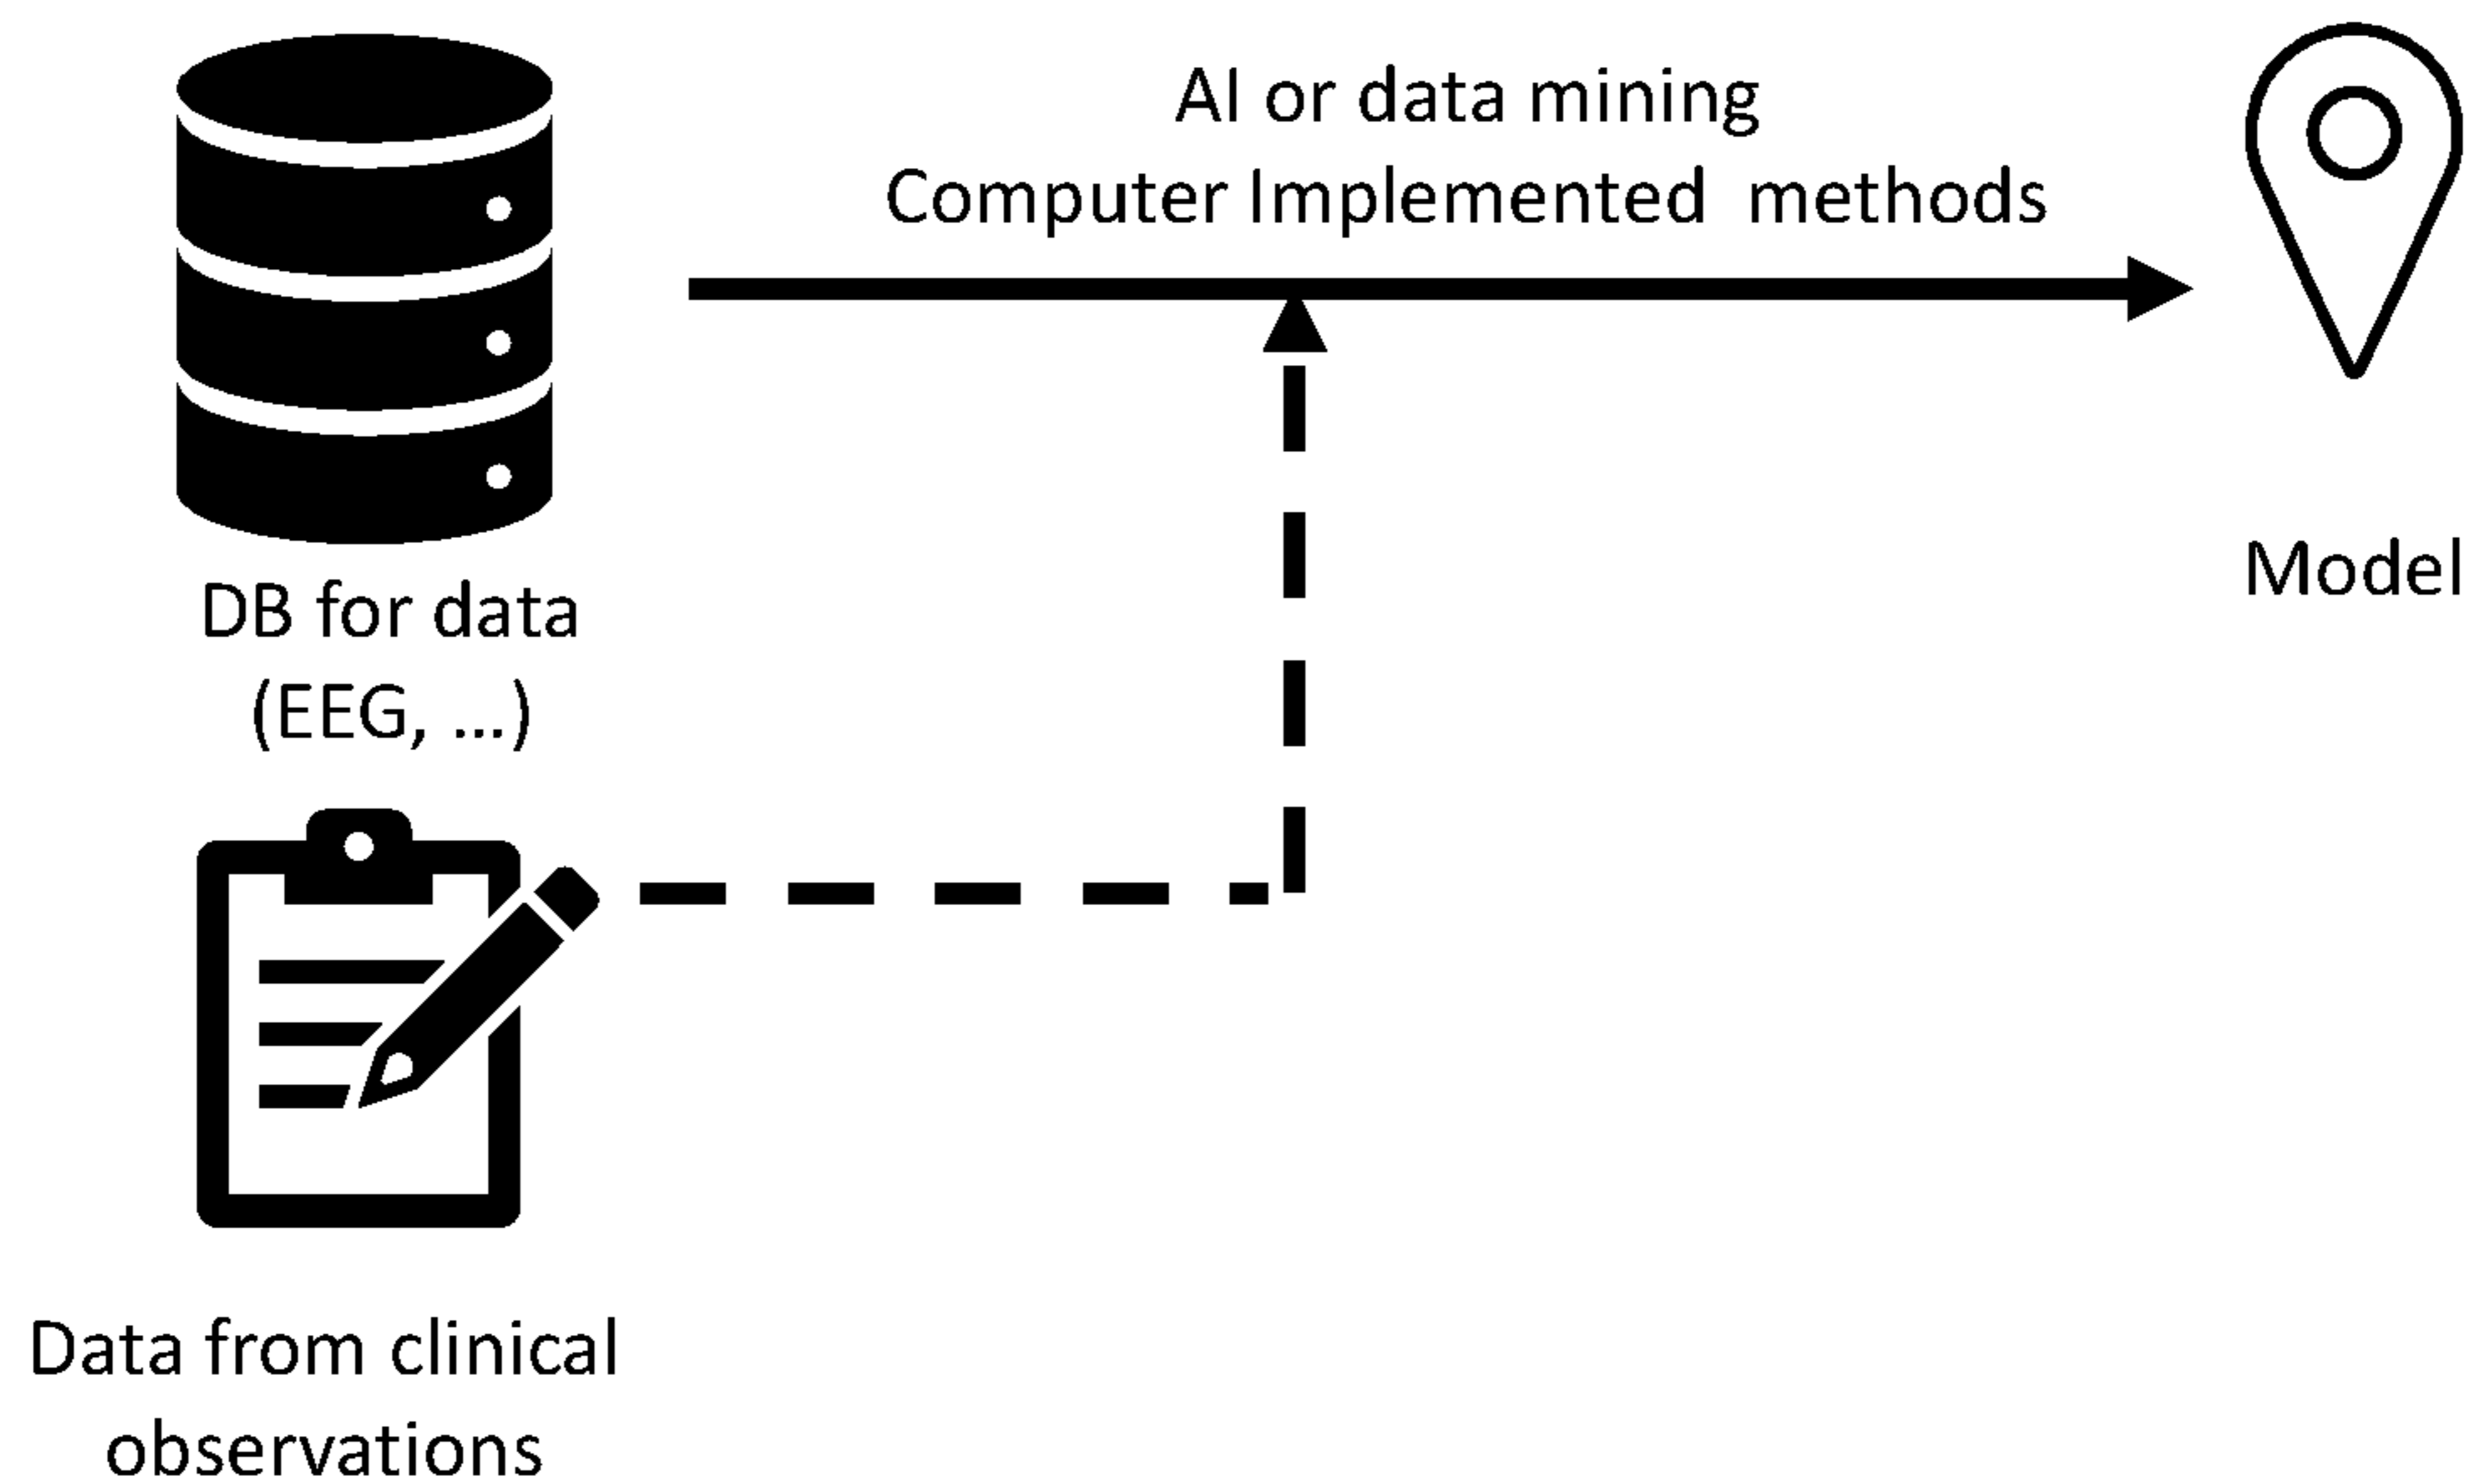 AI or data mining
Computer Implemented methods
DB for data
(EEG, ...)
Model
Data from clinical
observations